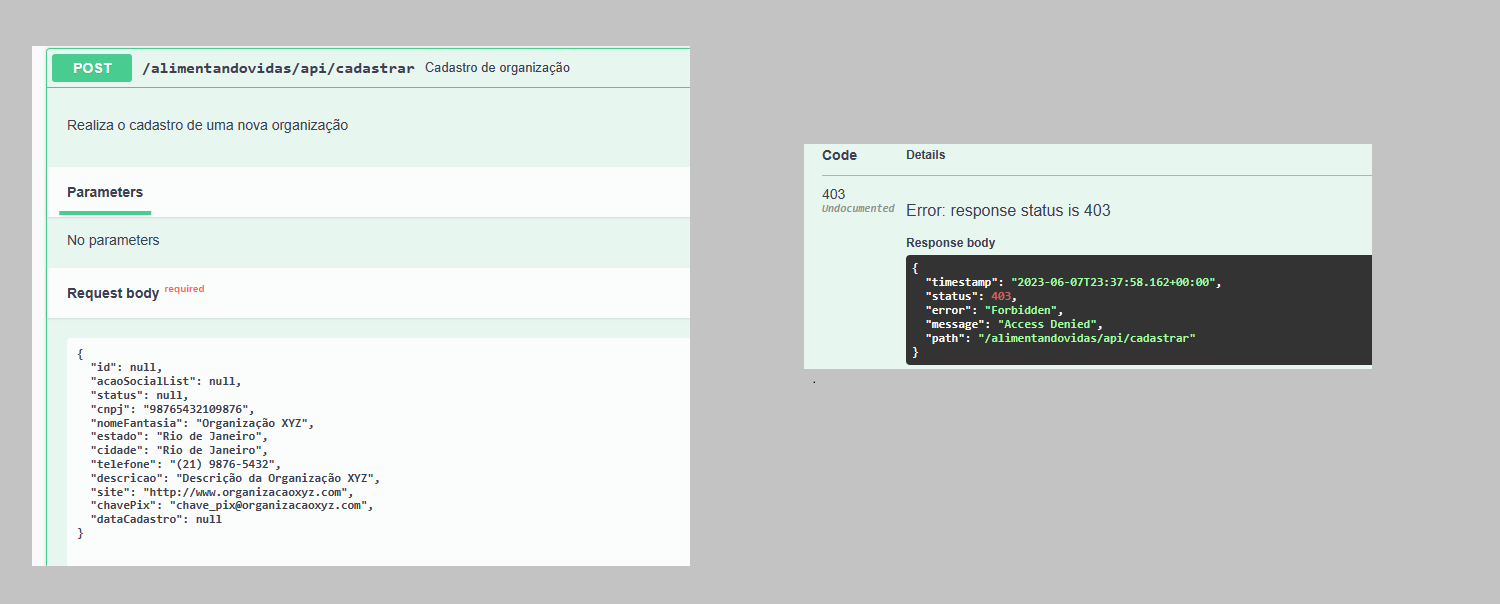 POST /alimentandovidas/api/cadastrar Cadastro de organização
Realiza o cadastro de uma nova organização
Parameters
No parameters
Request body required
{
"id": null,
"acaoSocialList": null,
"status": null,
"cnpj": "98765432109876",
"nomeFantasia": "Organização XYZ",
"estado": "Rio de Janeiro",
"cidade": "Rio de Janeiro",
"telefone": "(21) 9876-5432",
"descricao": "Descrição da Organização XYZ",
"site": "http://www.organizacaoxyz.com",
"chavePix": "chave_pix@organizacaoxyz.com",
"dataCadastro": null
}
Code Details
403
Undocumented
Error: response status is 403
Response body
{
"timestamp": "2023-06-07T23:37:58.162+00:00",
"status": 403,
"error": "Forbidden",
"message": "Access Denied",
"path": "/alimentandovidas/api/cadastrar"
}
.